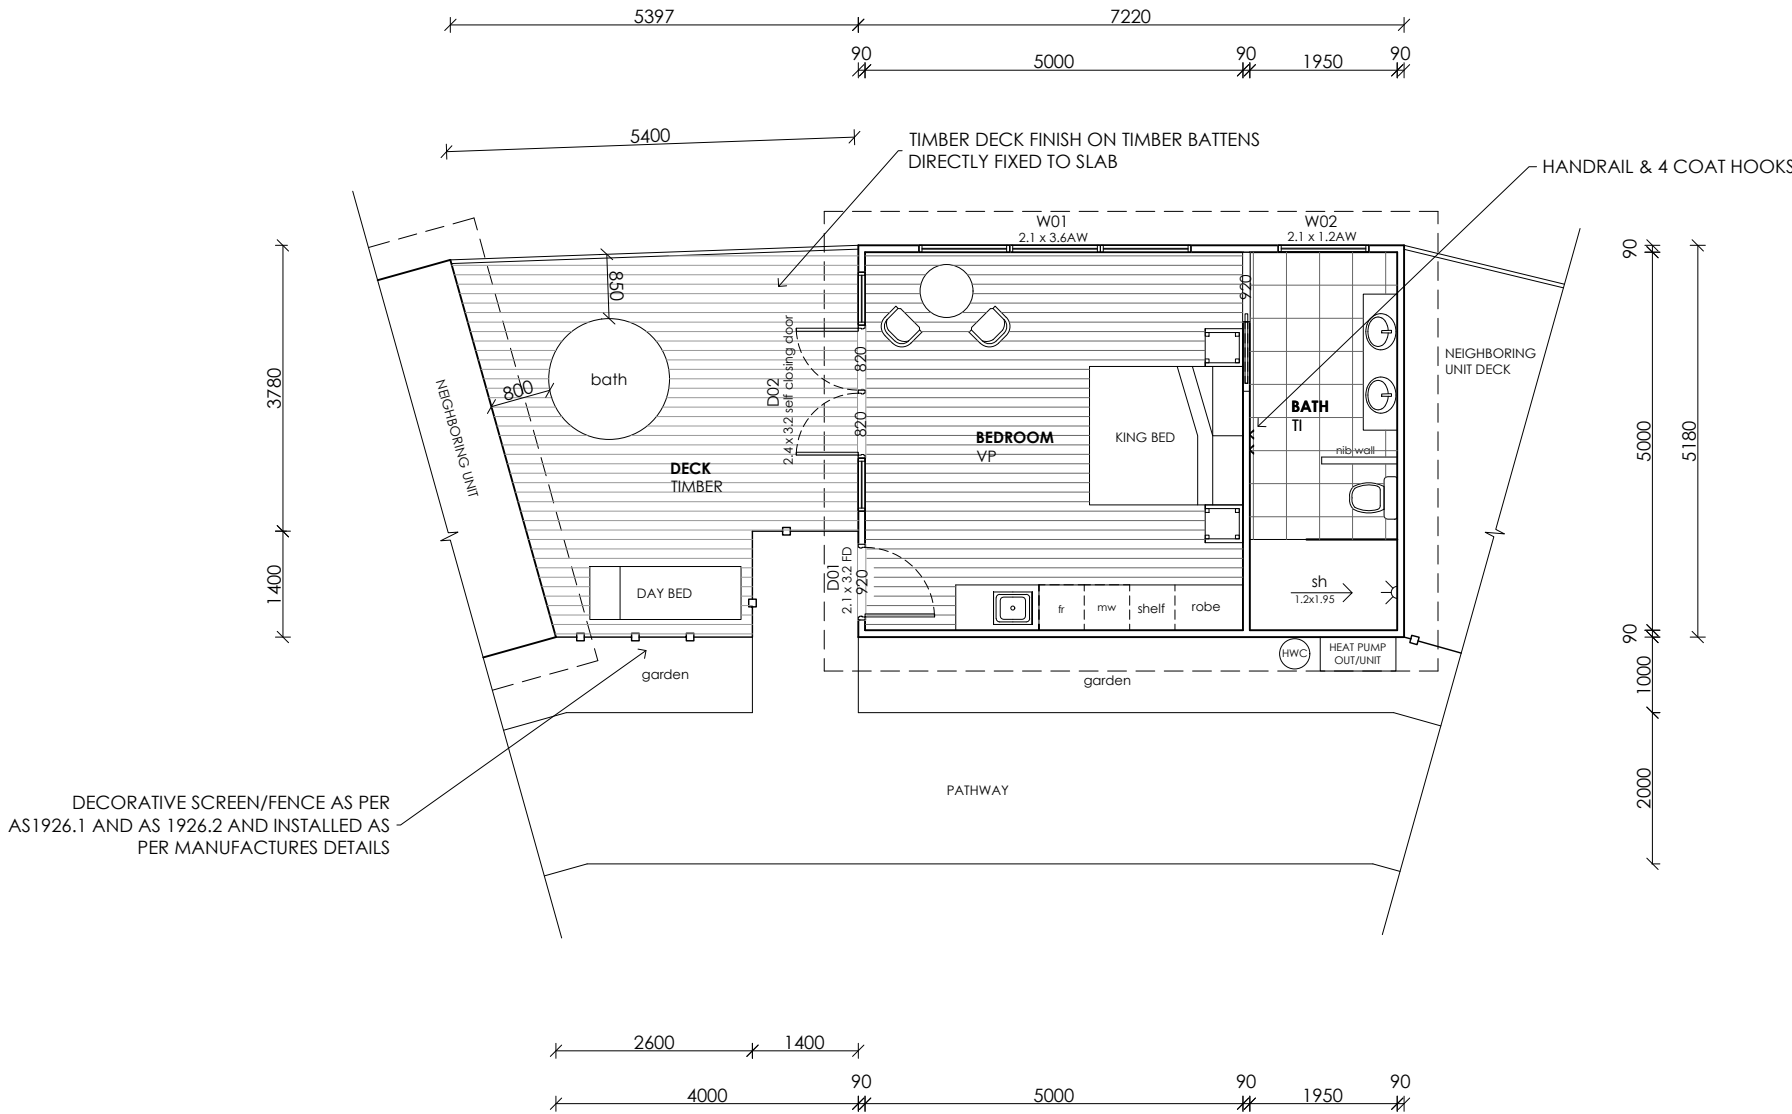 5397
7220
90
5000
90
1950
90
5400
TIMBER DECK FINISH ON TIMBER BATTENS
DIRECTLY FIXED TO SLAB
HANDRAIL & 4 COAT HOOKS
W01
2.1 x 3.6AW
W02
2.1 x 1.2AW
90
5180
850
920
NEIGHBORING
UNIT DECK
3780
bath
800
D02
2.4 x 3.2 self closing door
820
820
NEIGHBORING UNIT
BATH
TI
BEDROOM
VP
KING BED
nib wall
5000
DECK
TIMBER
1400
DAY BED
D01
2.1 x 3.2 FD
920
fr
mw
shelf
robe
sh
1.2x1.95
90
HWC
HEAT PUMP
OUT/UNIT
garden
garden
1000
PATHWAY
2000
DECORATIVE SCREEN/FENCE AS PER
AS1926.1 AND AS 1926.2 AND INSTALLED AS
PER MANUFACTURES DETAILS
2600
1400
4000
90
5000
90
1950
90